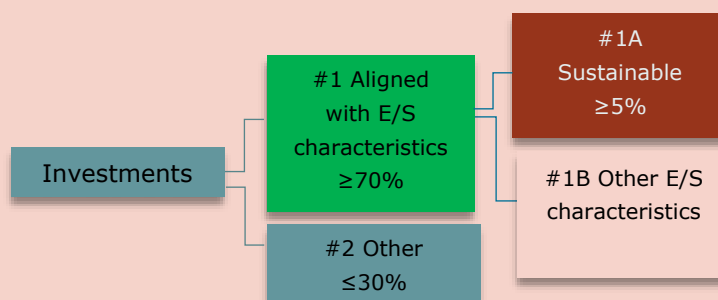 Investments
#1 Aligned
with E/S
characteristics
≥70%
#2 Other
≤30%
#1A
Sustainable
≥5%
#1B Other E/S
characteristics